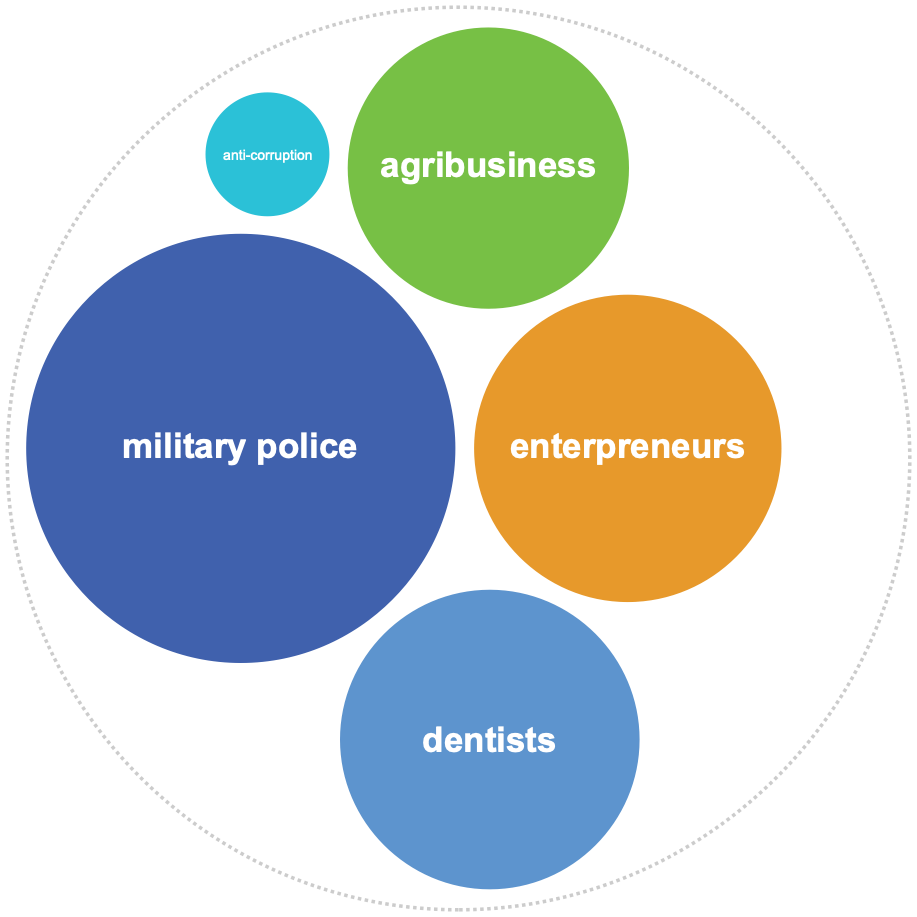 anti-corruption
agribusiness
military police
enterpreneurs
dentists